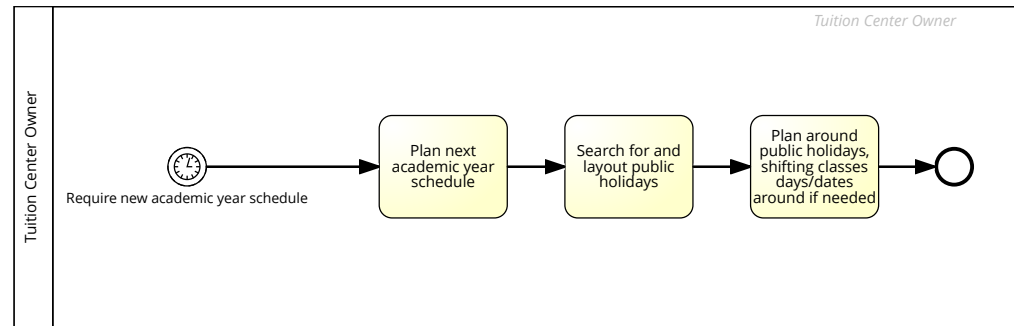 Tuition Center Owner
Tuition Center Owner
Require new academic year schedule
Plan next
academic year
schedule
Search for and
layout public
holidays
Plan around
public holidays,
shifting classes
days/dates
around if needed